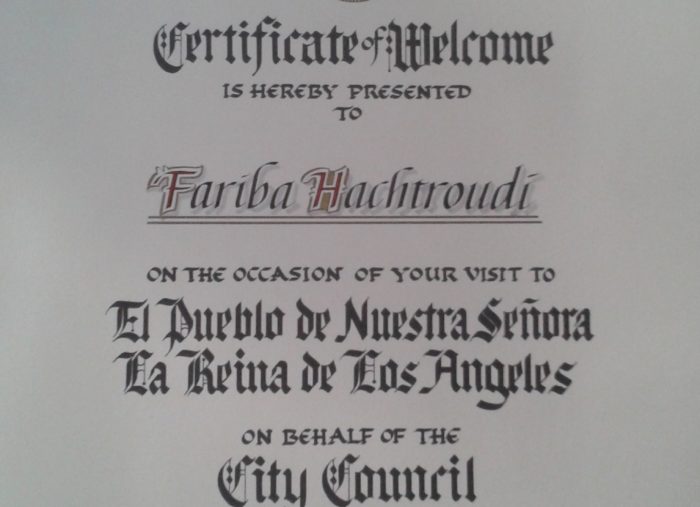 Certificate of Welcome
IS HEREBY PRESENTED
TO
Fariba Hachtroudi
ON THE OCCASION OF YOUR VISIT TO
El Pueblo de Nuestra Señora
La Reina de Los Angeles
ON BEHALF OF THE
City Council